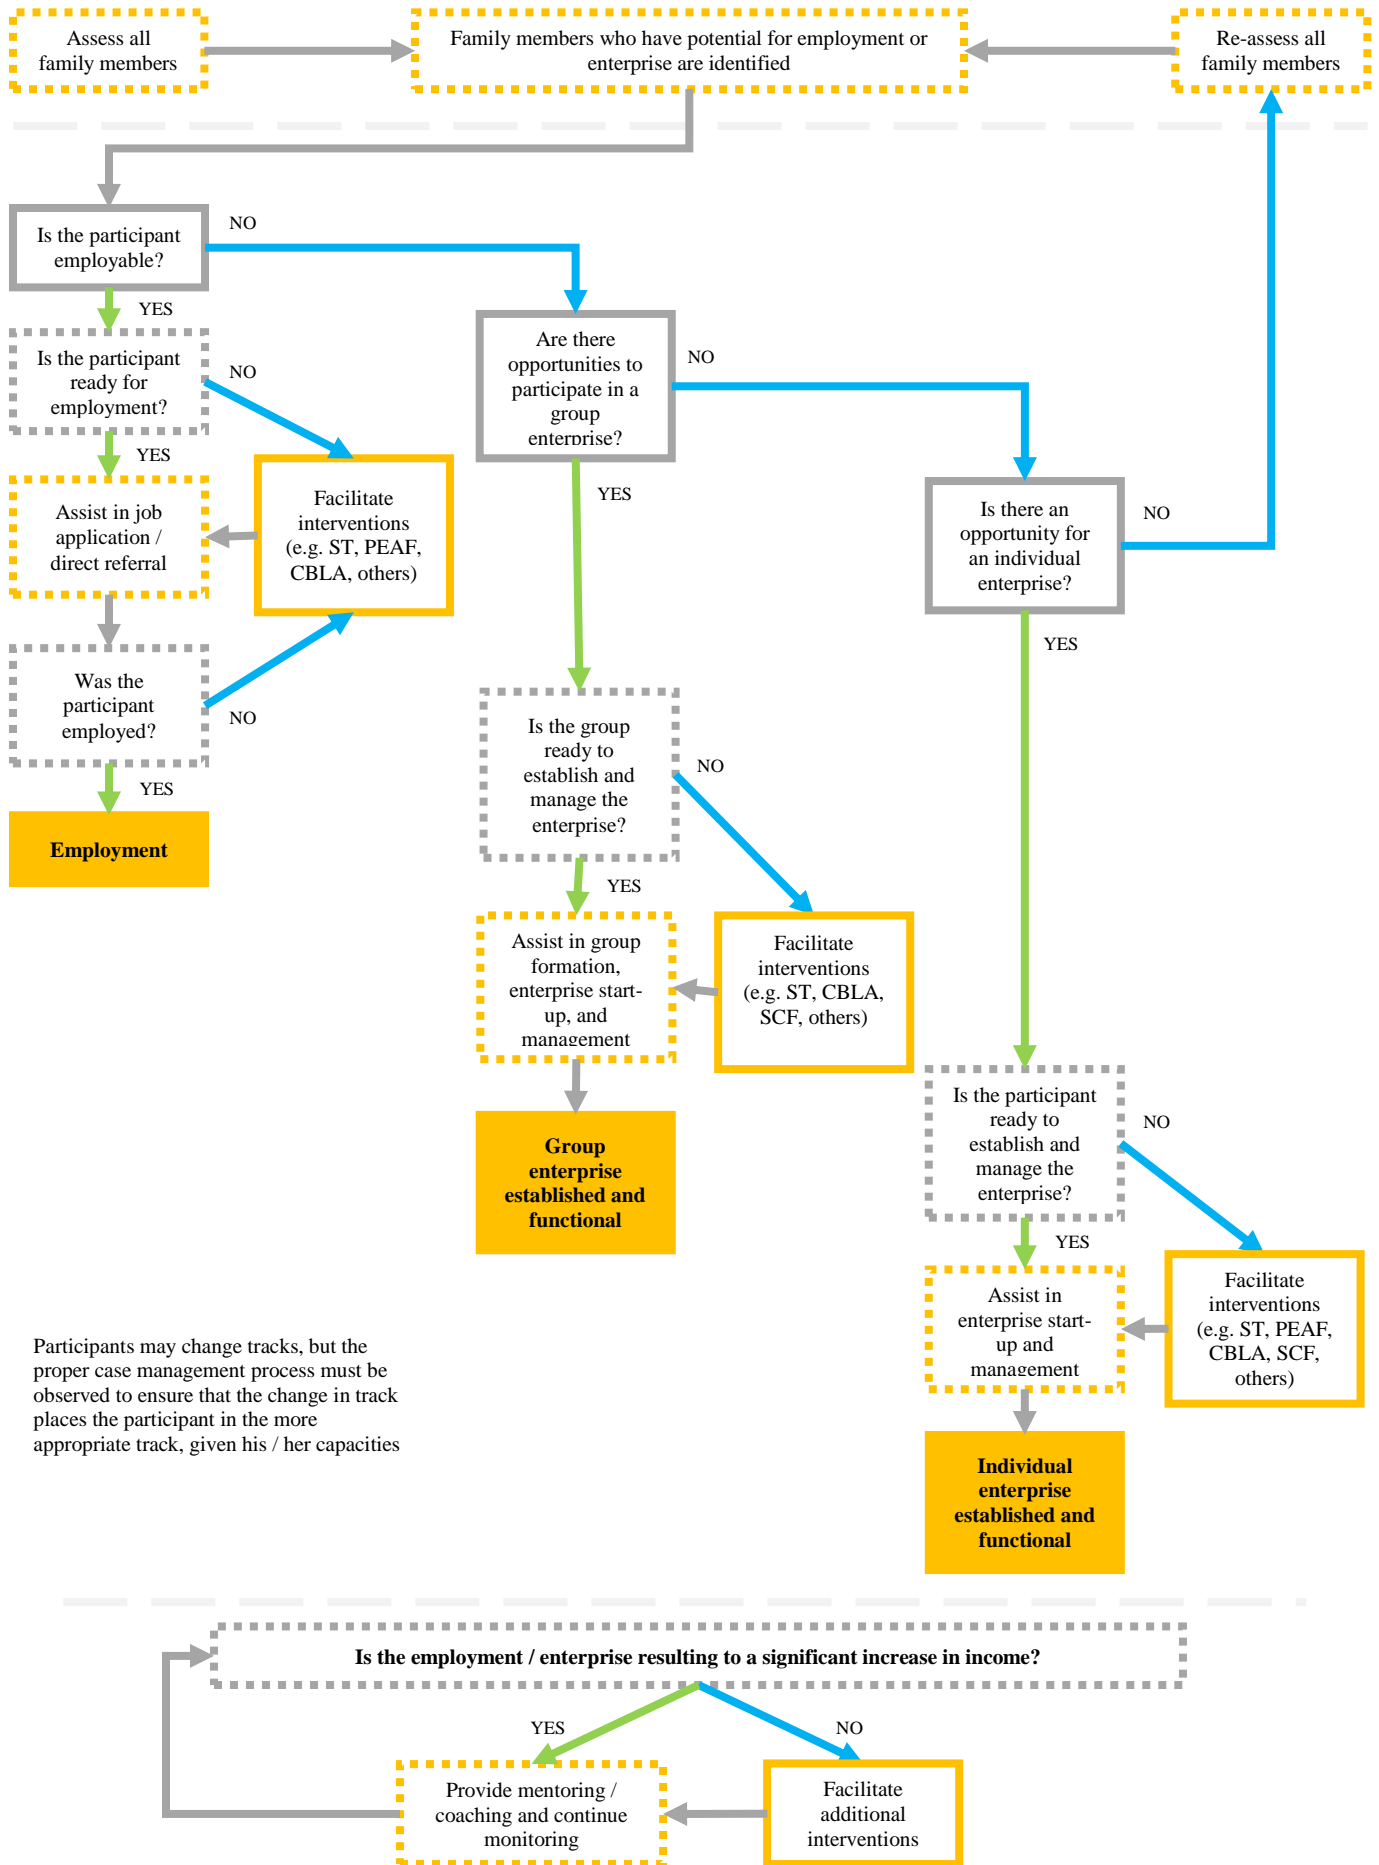 Assess all
family members
Family members who have potential for employment or
enterprise are identified
Re-assess all
family members
Is the participant
employable?
NO
YES
Is the participant
ready for
employment?
NO
YES
Assist in job
application /
direct referral
Facilitate
interventions
(e.g. ST, PEAF,
CBLA, others)
Was the
participant
employed?
NO
YES
Employment
Are there
opportunities to
participate in a
group
enterprise?
NO
YES
Is the group
ready to
establish and
manage the
enterprise?
NO
YES
Assist in group
formation,
enterprise start-
up, and
management
Facilitate
interventions
(e.g. ST, CBLA,
SCF, others)
Group
enterprise
established and
functional
Is there an
opportunity for
an individual
enterprise?
NO
YES
Is the participant
ready to
establish and
manage the
enterprise?
NO
YES
Assist in
enterprise start-
up and
management
Facilitate
interventions
(e.g. ST, PEAF,
CBLA, SCF,
others)
Individual
enterprise
established and
functional
Participants may change tracks, but the
proper case management process must be
observed to ensure that the change in track
places the participant in the more
appropriate track, given his / her capacities
Is the employment / enterprise resulting to a significant increase in income?
YES
NO
Provide mentoring /
coaching and continue
monitoring
Facilitate
additional
interventions